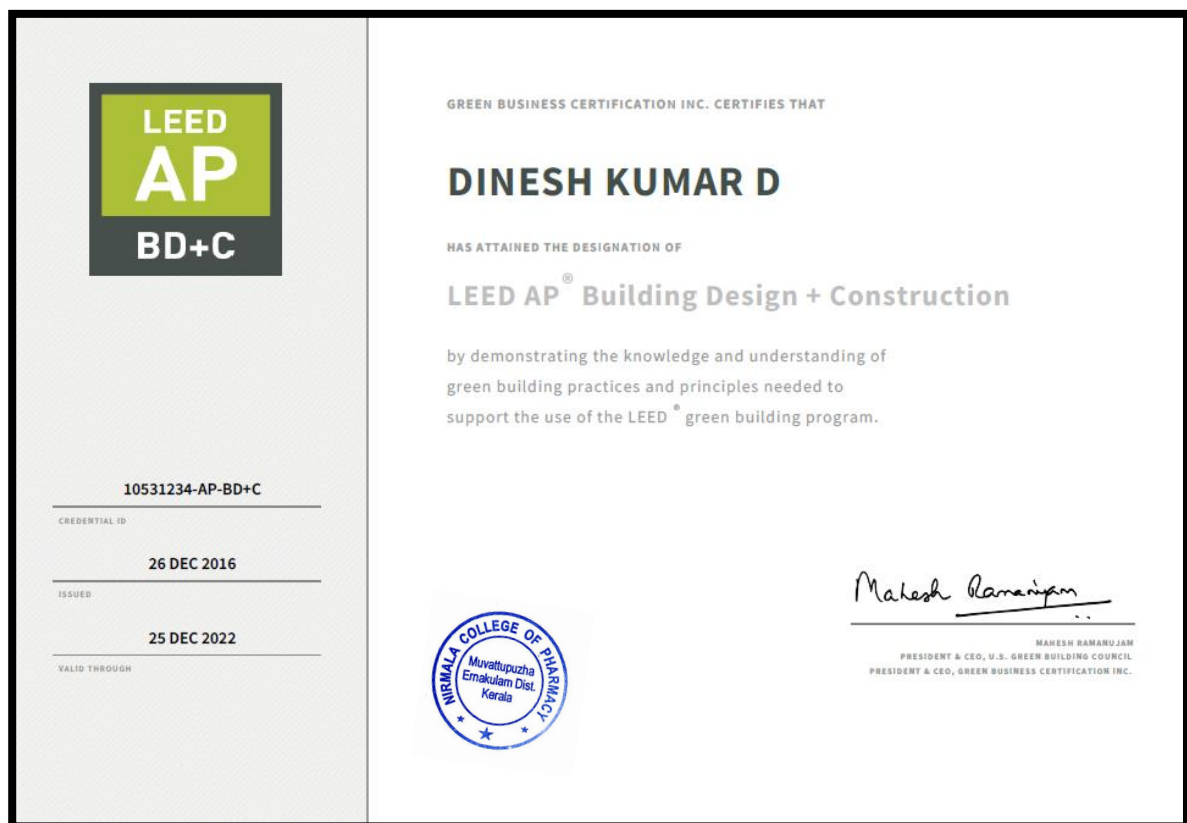 LEED
AP
BD+C
10531234-AP-BD+C
CREDENTIAL ID
26 DEC 2016
ISSUED
25 DEC 2022
VALID THROUGH
GREEN BUSINESS CERTIFICATION INC. CERTIFIES THAT
DINESH KUMAR D
HAS ATTAINED THE DESIGNATION OF
LEED AP® Building Design + Construction
by demonstrating the knowledge and understanding of
green building practices and principles needed to
support the use of the LEED ® green building program.
NIRMALA COLLEGE OF PHARMACY
Muvattupuzha
Ernakulam Dist.
Kerala
Mahesh Ramanujam
MAHESH RAMANUJAM
PRESIDENT & CEO, U.S. GREEN BUILDING COUNCIL
PRESIDENT & CEO, GREEN BUSINESS CERTIFICATION INC.